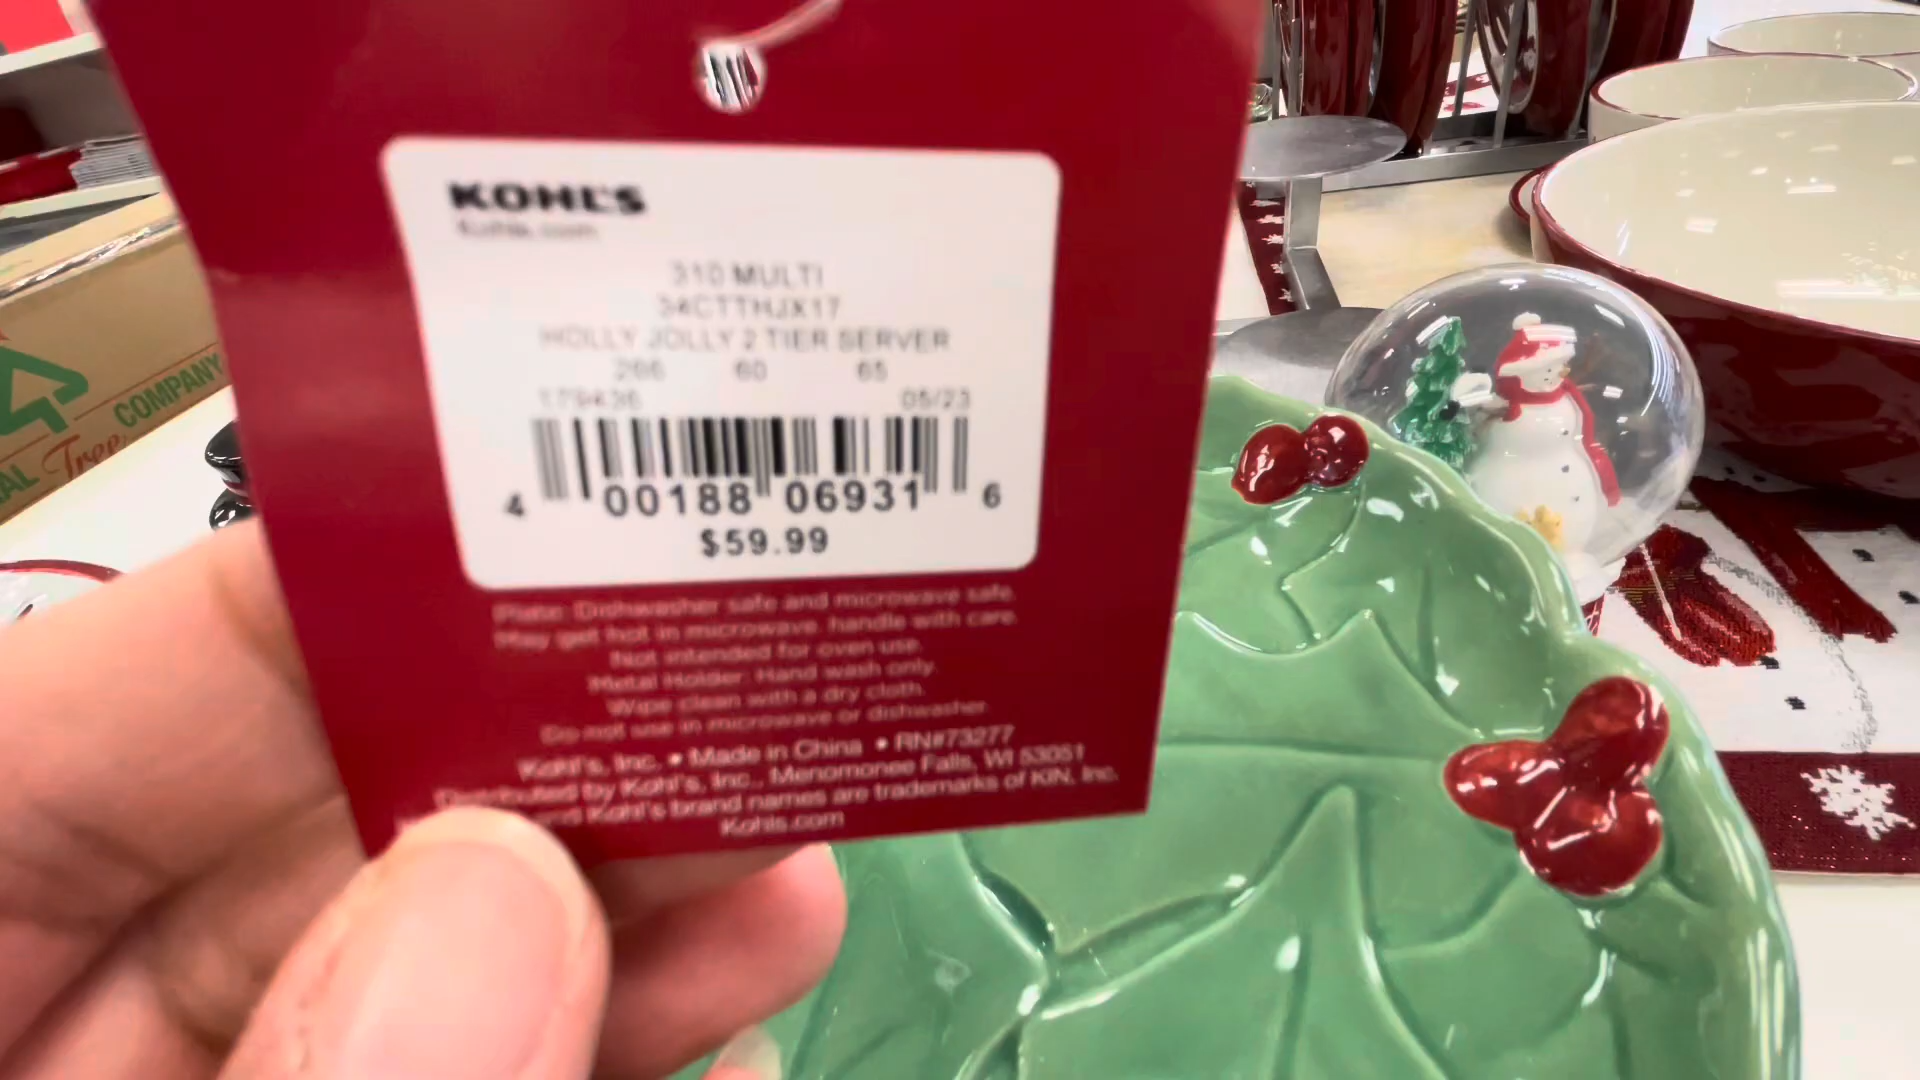 KOHL'S
Kohls.com
310 MULTI
34CTTHJX17
HOLLY JOLLY 2 TIER SERVER
266 60 65
179436 05/23
4 00188 06931 6
$59.99
Plate: Dishwasher safe and microwave safe.
May get hot in microwave, handle with care.
Not intended for oven use.
Metal Holder: Hand wash only.
Wipe clean with a dry cloth.
Do not use in microwave or dishwasher.
Kohl's, Inc. • Made in China • RN#73277
Distributed by Kohl's, Inc., Menomonee Falls, WI 53051
and Kohl's brand names are trademarks of KIN, Inc.
Kohls.com
COMPANY
Tree